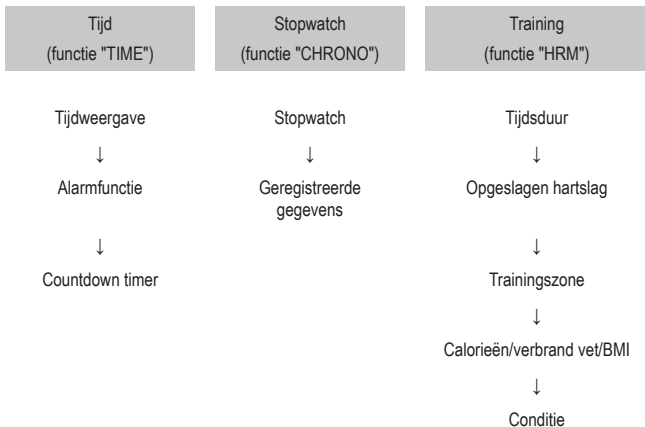 Tijd
(functie "TIME")
Stopwatch
(functie "CHRONO")
Training
(functie "HRM")
Tijdweergave
↓
Alarmfunctie
↓
Countdown timer
Stopwatch
↓
Geregistreerde
gegevens
Tijdsduur
↓
Opgeslagen hartslag
↓
Trainingszone
↓
Calorieën/verbrand vet/BMI
↓
Conditie